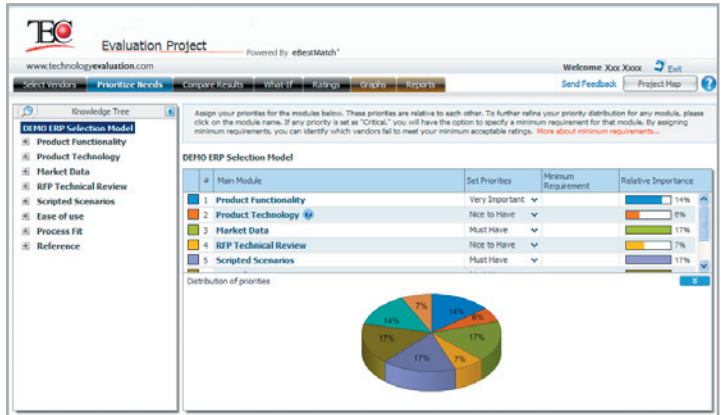 TEC
Evaluation Project
Powered By eBestMatch"
www.technologyevaluation.com
Welcome Xxx Xxxx Exit
Select Vendors Prioritize Needs Compare Results What-If Ratings Graphs Reports
Send Feedback Project Map ?
Knowledge Tree
DEMO ERP Selection Model
Product Functionality
Product Technology
Market Data
RFP Technical Review
Scripted Scenarios
Ease of use
Process Fit
Reference
Assign your priorities for the modules below. These priorities are relative to each other. To further refine your priority distribution for any module, please
click on the module name. If any priority is set as "Critical," you will have the option to specify a minimum requirement for that module. By assigning
minimum requirements, you can identify which vendors fail to meet your minimum acceptable ratings. More about minimum requirements...
DEMO ERP Selection Model
# Main Module Set Priorities Minimum Requirement Relative Importance
1 Product Functionality Very Important 14%
2 Product Technology ? Nice to Have 6%
3 Market Data Must Have 17%
4 RFP Technical Review Nice to Have 7%
5 Scripted Scenarios Must Have 17%
Distribution of priorities
7% 14%
14% 6%
17% 17%
17% 7%